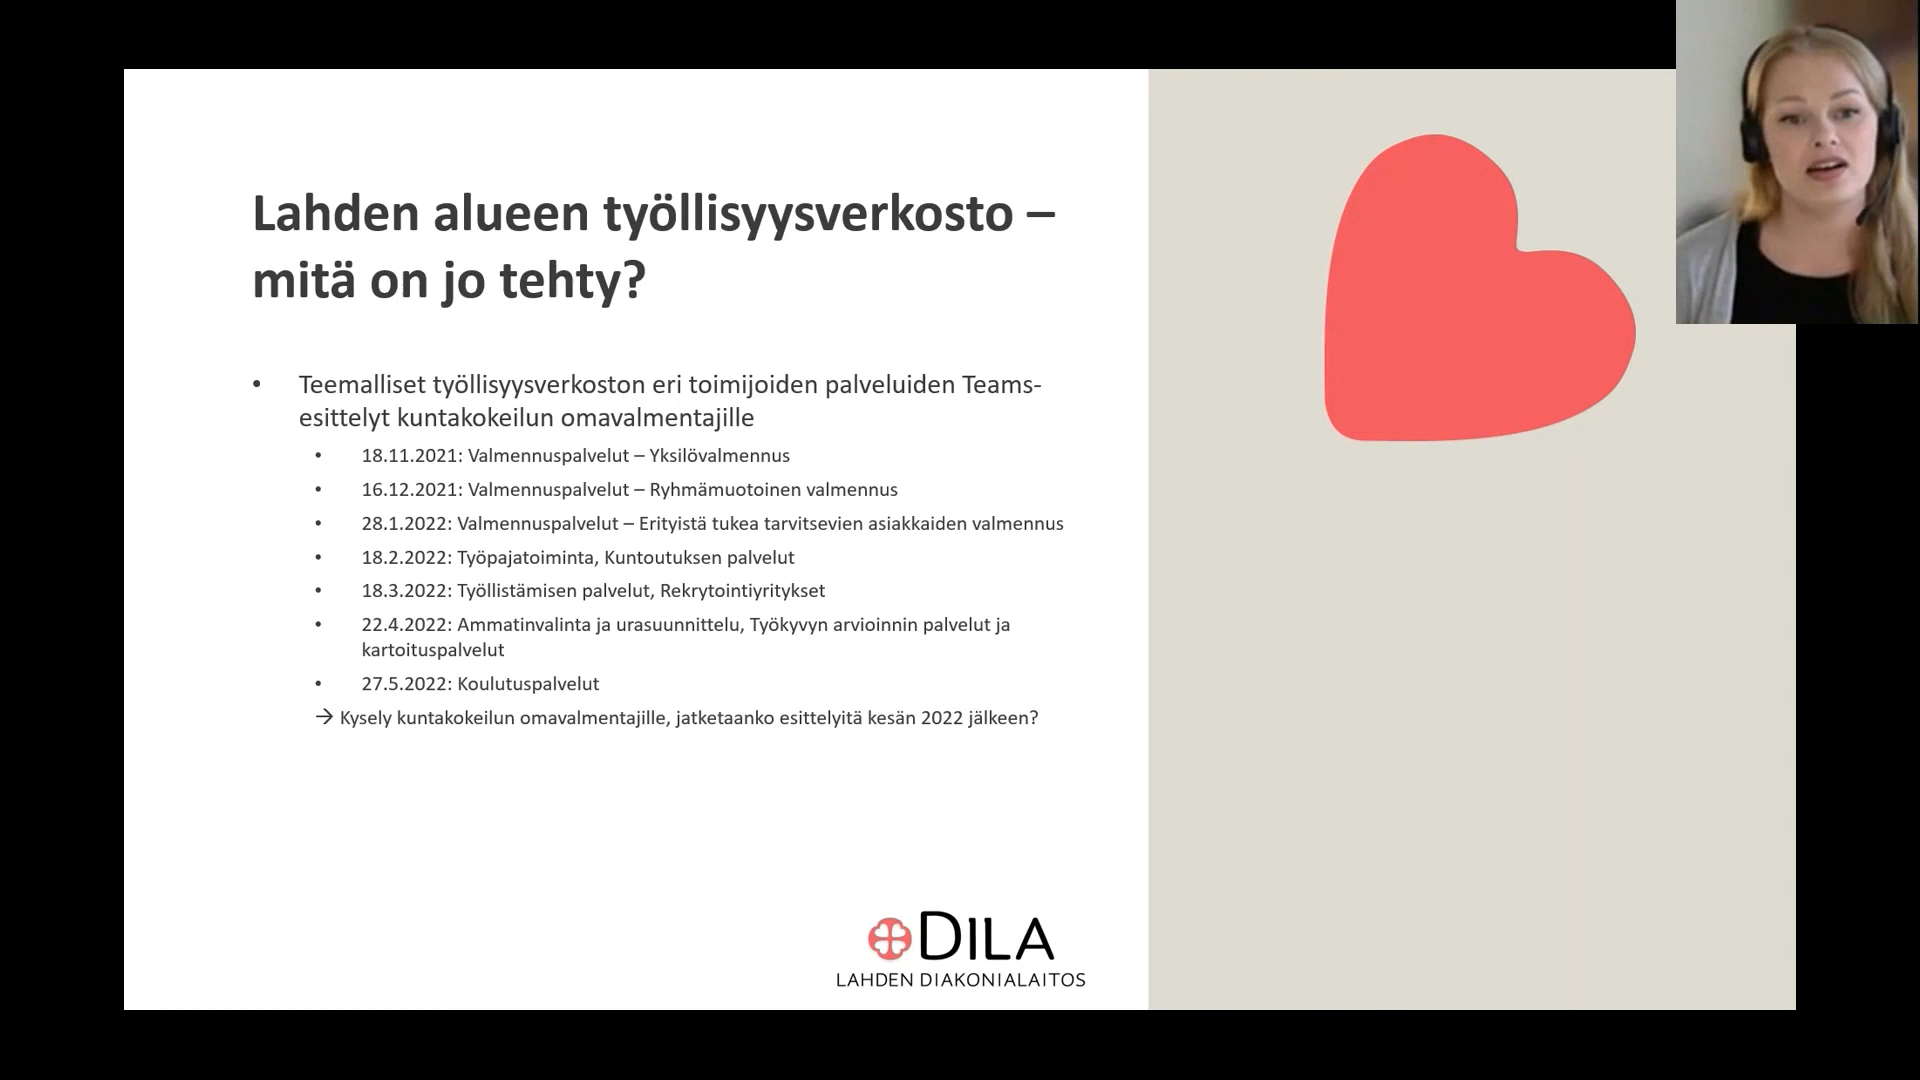 Lahden alueen työllisyysverkosto –
mitä on jo tehty?
• Teemalliset työllisyysverkoston eri toimijoiden palveluiden Teams-
esittelyt kuntakokeilun omavalmentajille
• 18.11.2021: Valmennuspalvelut – Yksilövalmennus
• 16.12.2021: Valmennuspalvelut – Ryhmämuotoinen valmennus
• 28.1.2022: Valmennuspalvelut – Erityistä tukea tarvitsevien asiakkaiden valmennus
• 18.2.2022: Työpajatoiminta, Kuntoutuksen palvelut
• 18.3.2022: Työllistämisen palvelut, Rekrytointiyritykset
• 22.4.2022: Ammatinvalinta ja urasuunnittelu, Työkyvyn arvioinnin palvelut ja
kartoituspalvelut
• 27.5.2022: Koulutuspalvelut
→ Kysely kuntakokeilun omavalmentajille, jatketaanko esittelyitä kesän 2022 jälkeen?
DILA
LAHDEN DIAKONIALAITOS